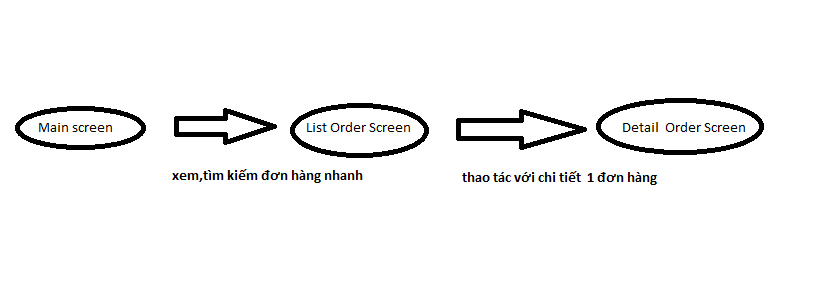 Main screen
List Order Screen
Detail Order Screen
xem,tìm kiếm đơn hàng nhanh
thao tác với chi tiết 1 đơn hàng